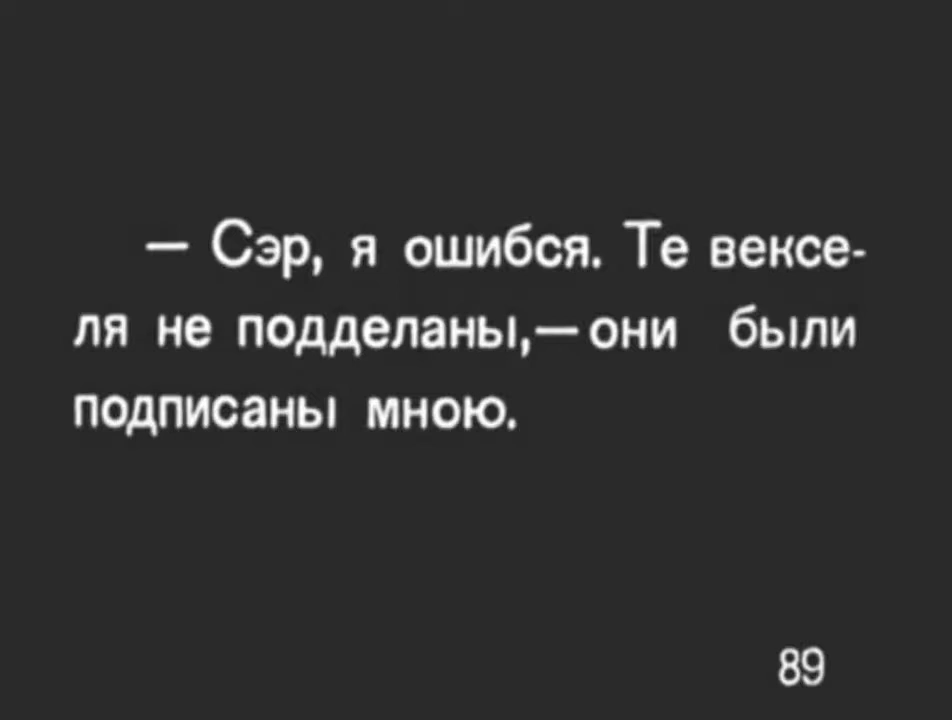 — Сэр, я ошибся. Те вексе-
ля не подделаны,—они были
подписаны мною.
89